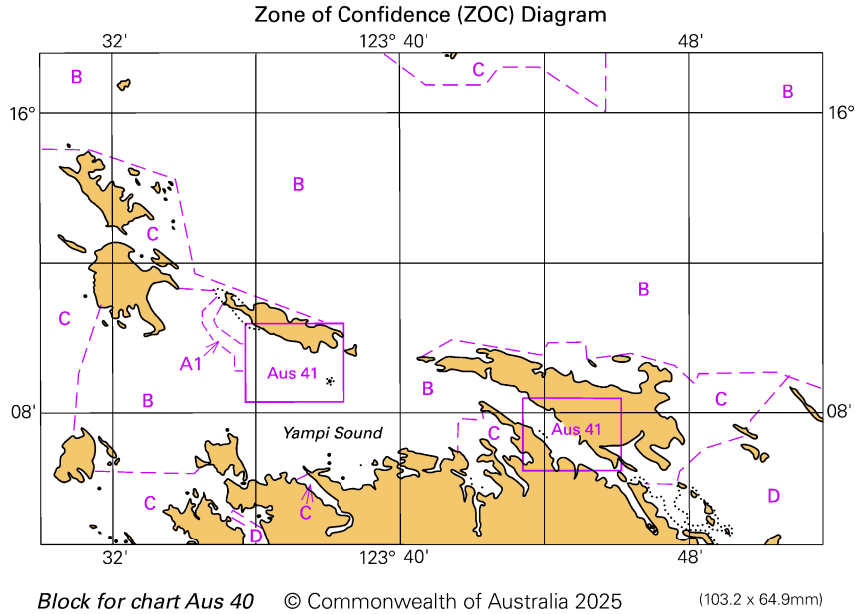 Zone of Confidence (ZOC) Diagram
32' 123° 40' 48'
B C B
16° 16°
B
C
B
C
A1 Aus 41
B C
B
08' 08'
Yampi Sound C Aus 41
C C D
D
32' 123° 40' 48'
Block for chart Aus 40 © Commonwealth of Australia 2025 (103.2 x 64.9mm)